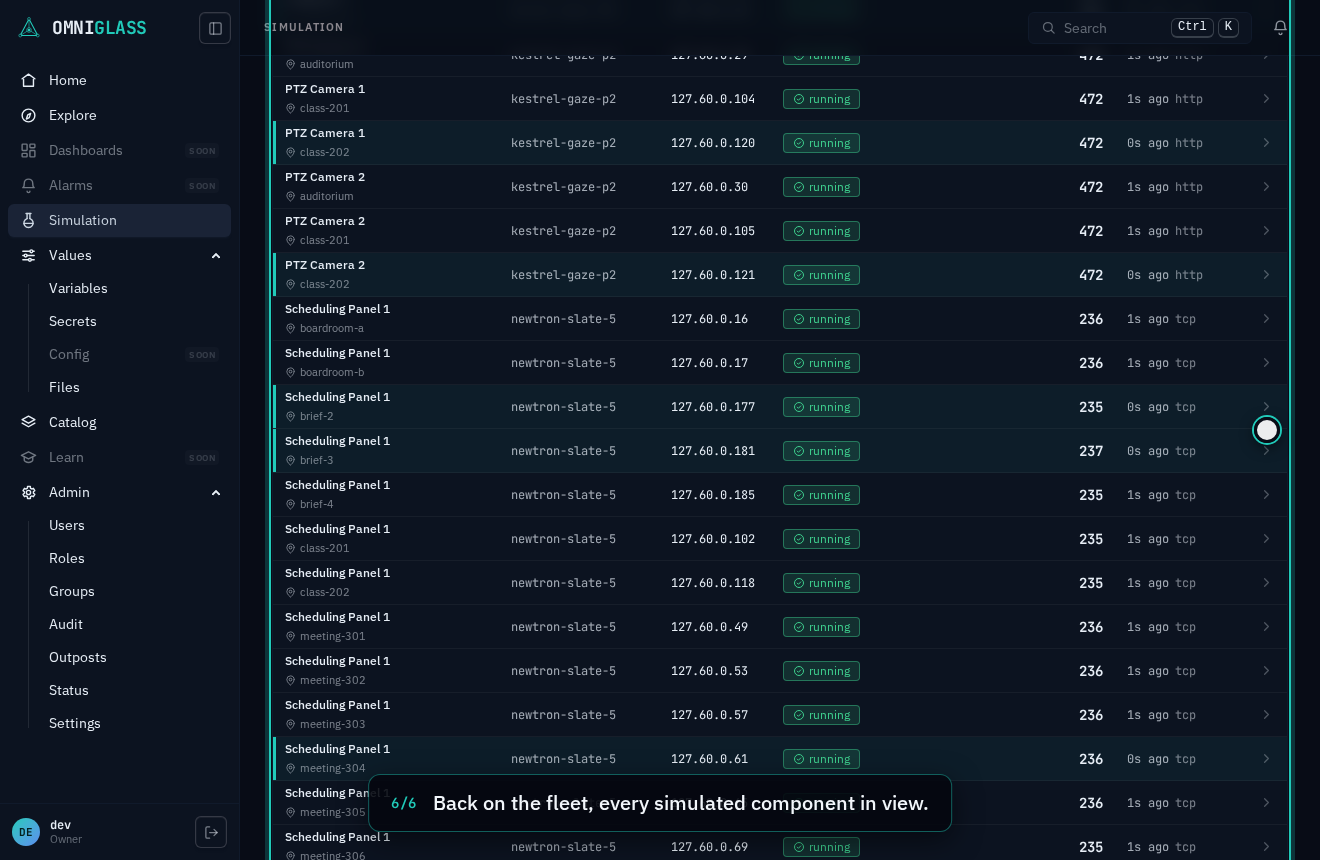 OMNIGLASS
SIMULATION
Search
Ctrl
K
Home
Explore
Dashboards SOON
Alarms SOON
Simulation
Values
Variables
Secrets
Config SOON
Files
Catalog
Learn SOON
Admin
Users
Roles
Groups
Audit
Outposts
Status
Settings
DE
dev
Owner
auditorium
PTZ Camera 1
class-201
kestrel-gaze-p2 127.60.0.104 running 472 1s ago http
PTZ Camera 1
class-202
kestrel-gaze-p2 127.60.0.120 running 472 0s ago http
PTZ Camera 2
auditorium
kestrel-gaze-p2 127.60.0.30 running 472 1s ago http
PTZ Camera 2
class-201
kestrel-gaze-p2 127.60.0.105 running 472 1s ago http
PTZ Camera 2
class-202
kestrel-gaze-p2 127.60.0.121 running 472 0s ago http
Scheduling Panel 1
boardroom-a
newtron-slate-5 127.60.0.16 running 236 1s ago tcp
Scheduling Panel 1
boardroom-b
newtron-slate-5 127.60.0.17 running 236 1s ago tcp
Scheduling Panel 1
brief-2
newtron-slate-5 127.60.0.177 running 235 0s ago tcp
Scheduling Panel 1
brief-3
newtron-slate-5 127.60.0.181 running 237 0s ago tcp
Scheduling Panel 1
brief-4
newtron-slate-5 127.60.0.185 running 235 1s ago tcp
Scheduling Panel 1
class-201
newtron-slate-5 127.60.0.102 running 235 1s ago tcp
Scheduling Panel 1
class-202
newtron-slate-5 127.60.0.118 running 235 1s ago tcp
Scheduling Panel 1
meeting-301
newtron-slate-5 127.60.0.49 running 236 1s ago tcp
Scheduling Panel 1
meeting-302
newtron-slate-5 127.60.0.53 running 236 1s ago tcp
Scheduling Panel 1
meeting-303
newtron-slate-5 127.60.0.57 running 236 1s ago tcp
Scheduling Panel 1
meeting-304
newtron-slate-5 127.60.0.61 running 236 0s ago tcp
Scheduling Panel 1
meeting-305
236 1s ago tcp
6/6 Back on the fleet, every simulated component in view.
Scheduling Panel 1
meeting-306
newtron-slate-5 127.60.0.69 running 235 1s ago tcp